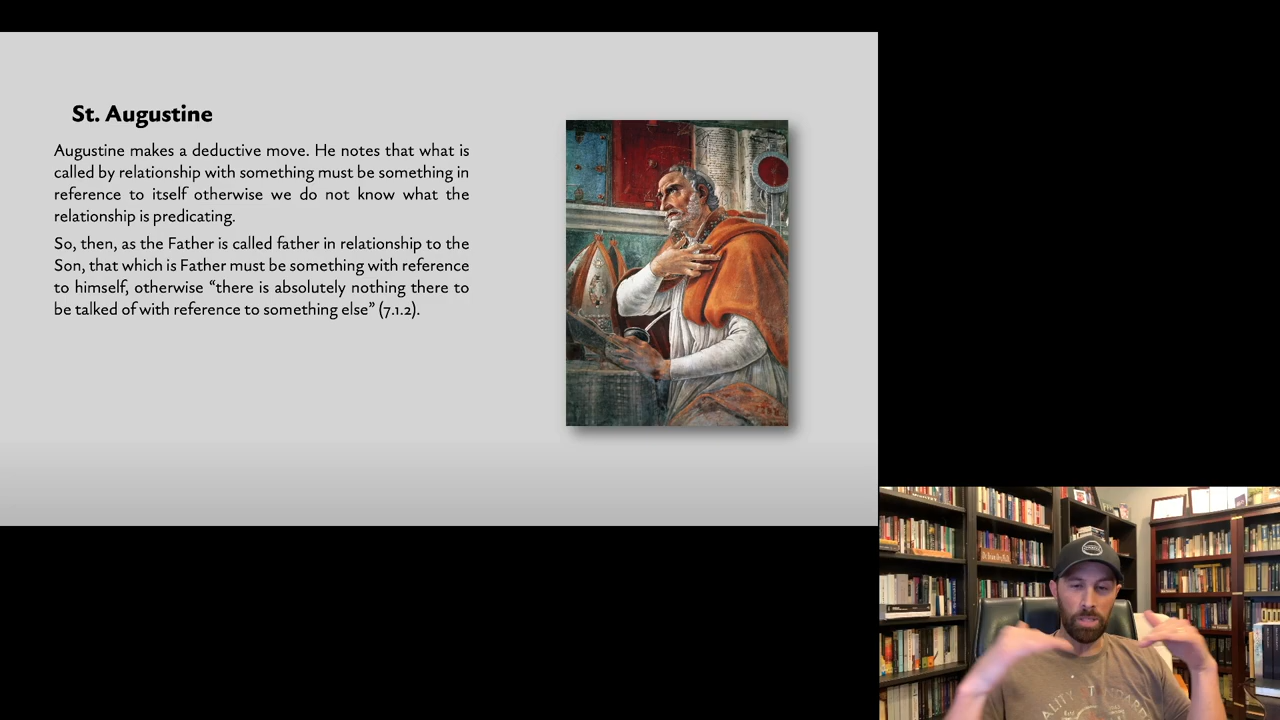 St. Augustine
Augustine makes a deductive move. He notes that what is
called by relationship with something must be something in
reference to itself otherwise we do not know what the
relationship is predicating.
So, then, as the Father is called father in relationship to the
Son, that which is Father must be something with reference
to himself, otherwise “there is absolutely nothing there to
be talked of with reference to something else” (7.1.2).